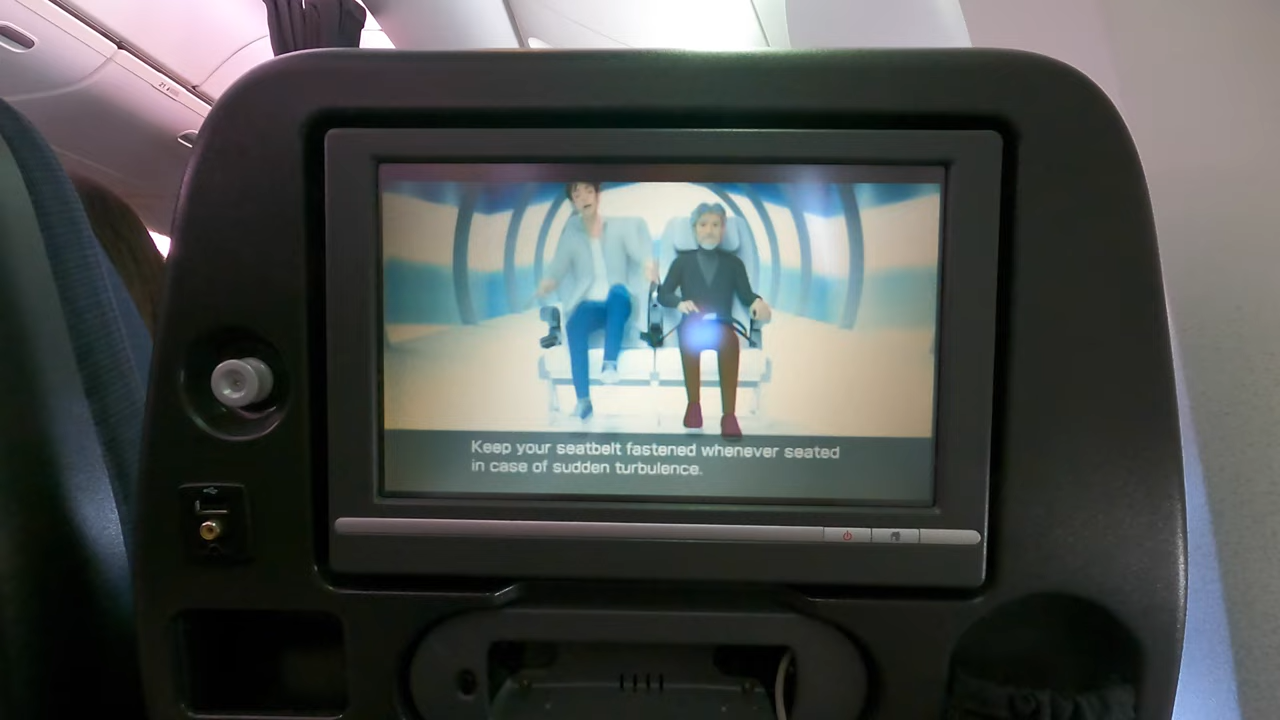 Keep your seatbelt fastened whenever seated
in case of sudden turbulence.